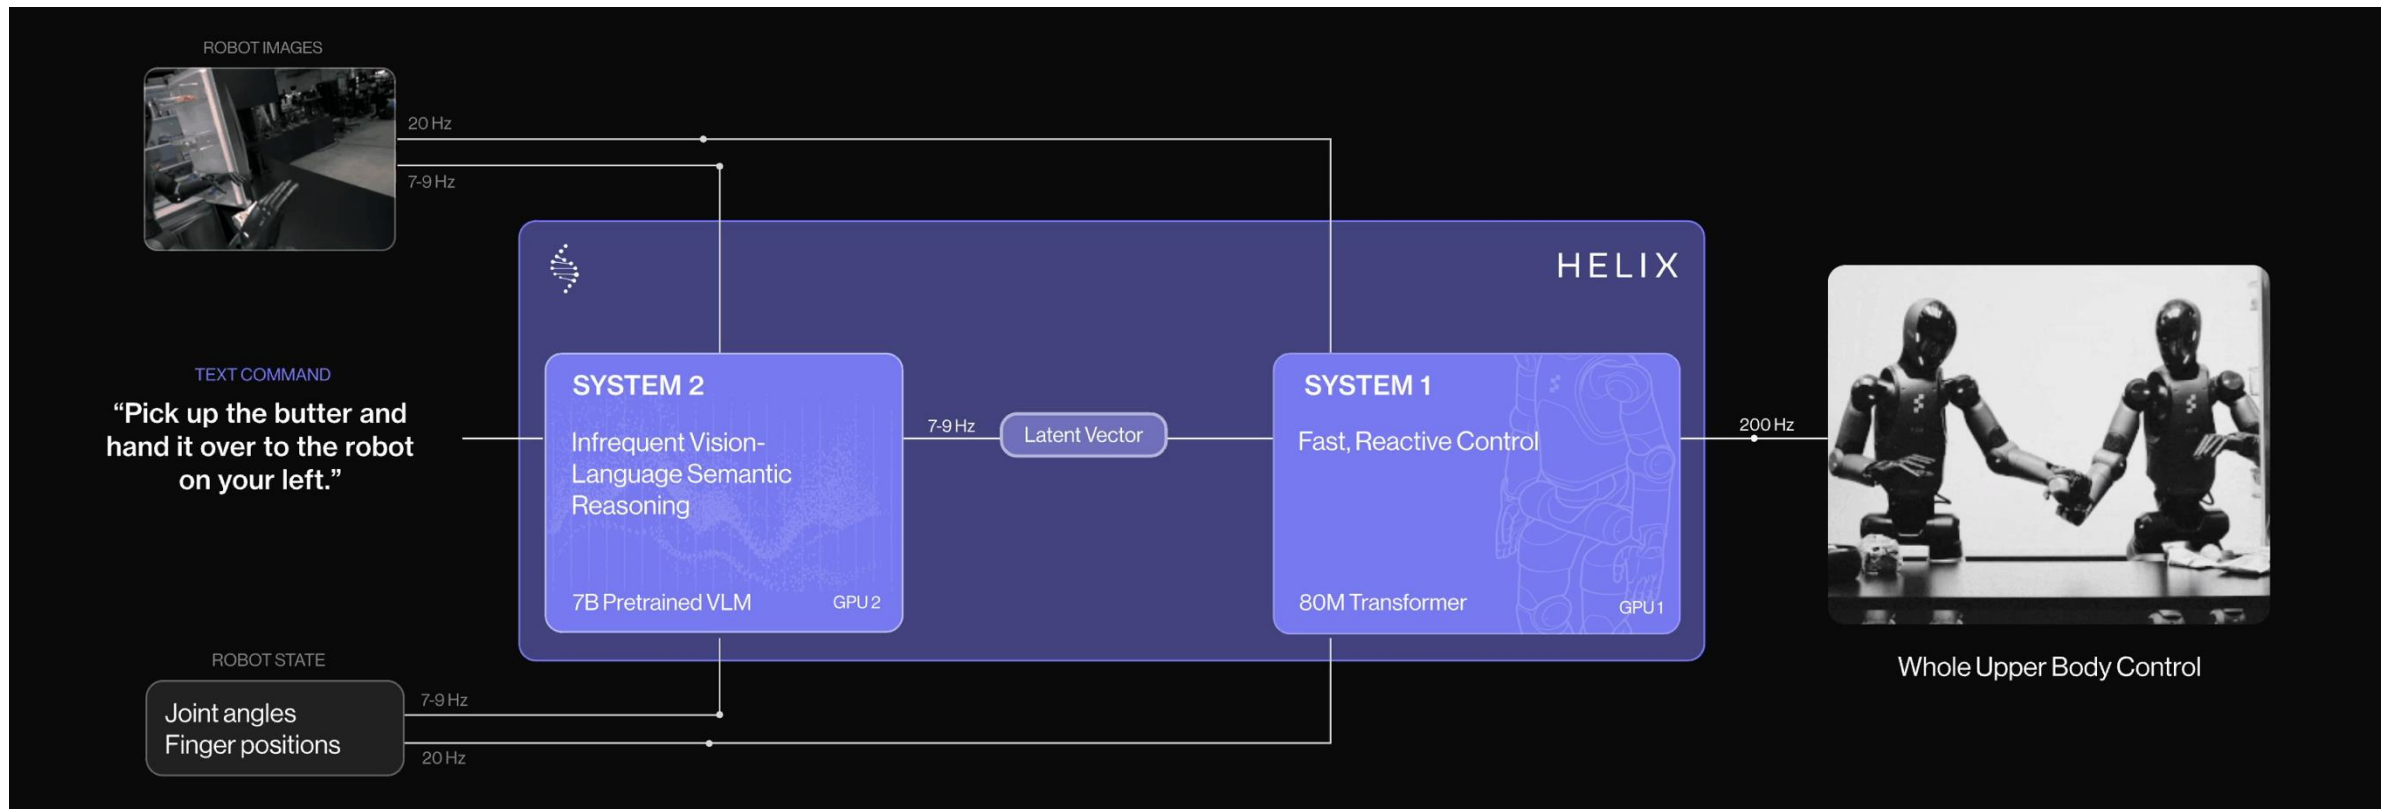 ROBOT IMAGES
20 Hz
7-9 Hz
HELIX
TEXT COMMAND
“Pick up the butter and
hand it over to the robot
on your left.”
SYSTEM 2
Infrequent Vision-
Language Semantic
Reasoning
7B Pretrained VLM
GPU 2
7-9 Hz
Latent Vector
SYSTEM 1
Fast, Reactive Control
80M Transformer
GPU 1
200 Hz
Whole Upper Body Control
ROBOT STATE
Joint angles
Finger positions
7-9 Hz
20 Hz